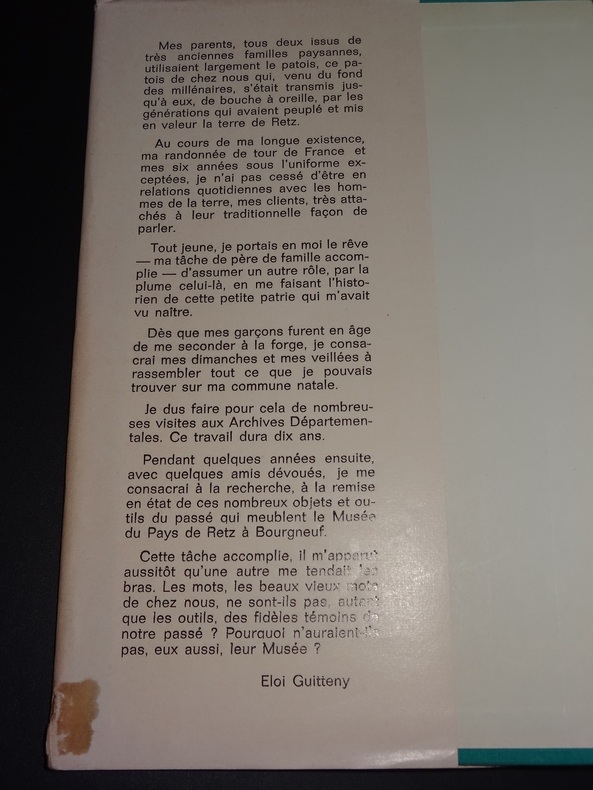 Mes parents, tous deux issus de
très anciennes familles paysannes,
utilisaient largement le patois, ce pa-
tois de chez nous qui, venu du fond
des millénaires, s'était transmis jus-
qu'à eux, de bouche à oreille, par les
générations qui avaient peuplé et mis
en valeur la terre de Retz.
Au cours de ma longue existence,
ma randonnée de tour de France et
mes six années sous l'uniforme ex-
ceptées, je n'ai pas cessé d'être en
relations quotidiennes avec les hom-
mes de la terre, mes clients, très atta-
chés à leur traditionnelle façon de
parler.
Tout jeune, je portais en moi le rêve
— ma tâche de père de famille accom-
plie — d'assumer un autre rôle, par la
plume celui-là, en me faisant l'histo-
rien de cette petite patrie qui m'avait
vu naître.
Dès que mes garçons furent en âge
de me seconder à la forge, je consa-
crai mes dimanches et mes veillées à
rassembler tout ce que je pouvais
trouver sur ma commune natale.
Je dus faire pour cela de nombreu-
ses visites aux Archives Départemen-
tales. Ce travail dura dix ans.
Pendant quelques années ensuite,
avec quelques amis dévoués, je me
consacrai à la recherche, à la remise
en état de ces nombreux objets et ou-
tils du passé qui meublent le Musée
du Pays de Retz à Bourgneuf.
Cette tâche accomplie, il m'apparut
aussitôt qu'une autre me tendait les
bras. Les mots, les beaux vieux mots
de chez nous, ne sont-ils pas, autant
que les outils, des fidèles témoins de
notre passé ? Pourquoi n'auraient-ils
pas, eux aussi, leur Musée ?
Eloi Guitteny